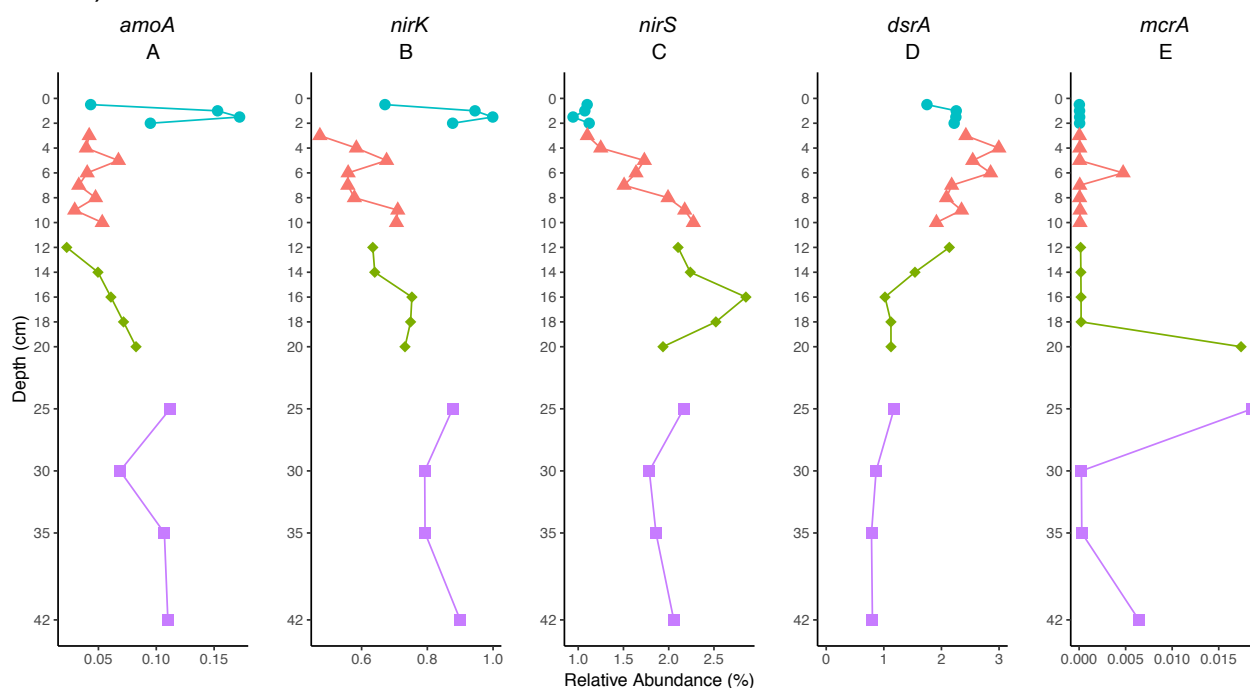 amoA nirK nirS dsrA mcrA
A B C D E
Depth (cm)
0 0 0 0 0
2 2 2 2 2
4 4 4 4 4
6 6 6 6 6
8 8 8 8 8
10 10 10 10 10
12 12 12 12 12
14 14 14 14 14
16 16 16 16 16
18 18 18 18 18
20 20 20 20 20
25 25 25 25 25
30 30 30 30 30
35 35 35 35 35
42 42 42 42 42
0.05 0.10 0.15 0.6 0.8 1.0 1.0 1.5 2.0 2.5 0 1 2 3 0.000 0.005 0.010 0.015
Relative Abundance (%)